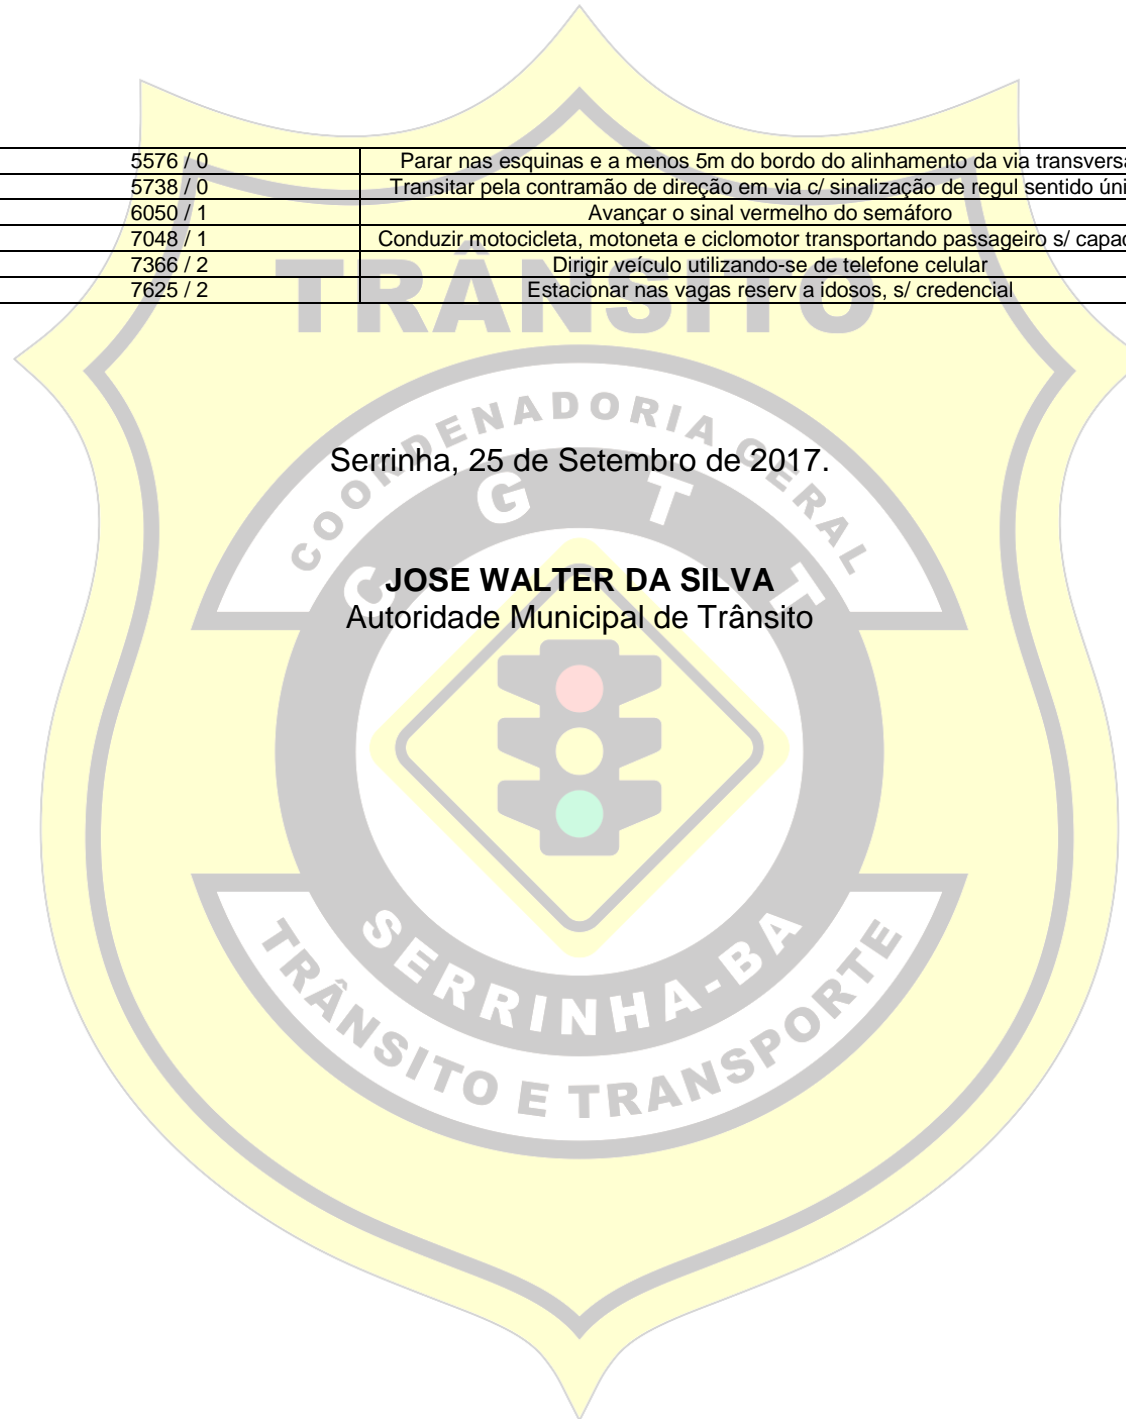 5576 / 0 Parar nas esquinas e a menos 5m do bordo do alinhamento da via
5738 / 0 Transitar pela contramão de direção em via c/ sinalização de regul sentido
6050 / 1 Avançar o sinal vermelho do semáforo
7048 / 1 Conduzir motocicleta, motoneta e ciclomotor transportando passageiro s/
7366 / 2 Dirigir veículo utilizando-se de telefone celular
7625 / 2 Estacionar nas vagas reserv a idosos, s/ credencial
TRÂNSITO
COORDENADORIA GERAL
Serrinha, 25 de Setembro de 2017.
CGTT
JOSE WALTER DA SILVA
Autoridade Municipal de Trânsito
SERRINHA-BA
TRÂNSITO E TRANSPORTE